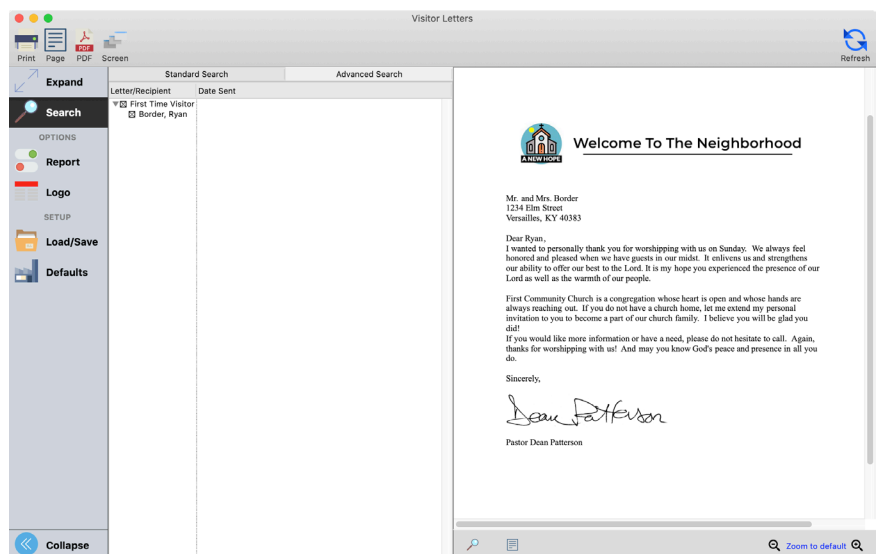 Visitor Letters
PDF
Print Page PDF Screen
Refresh
Expand
Search
OPTIONS
Report
Logo
SETUP
Load/Save
Defaults
Collapse
Standard Search Advanced Search
Letter/Recipient Date Sent
First Time Visitor
Border, Ryan
A NEW HOPE
Welcome To The Neighborhood
Mr. and Mrs. Border
1234 Elm Street
Versailles, KY 40383
Dear Ryan,
I wanted to personally thank you for worshipping with us on Sunday. We always feel
honored and pleased when we have guests in our midst. It enlivens us and strengthens
our ability to offer our best to the Lord. It is my hope you experienced the presence of our
Lord as well as the warmth of our people.
First Community Church is a congregation whose heart is open and whose hands are
always reaching out. If you do not have a church home, let me extend my personal
invitation to you to become a part of our church family. I believe you will be glad you
did!
If you would like more information or have a need, please do not hesitate to call. Again,
thanks for worshipping with us! And may you know God's peace and presence in all you
do.
Sincerely,
Dean Patterson
Pastor Dean Patterson
Zoom to default